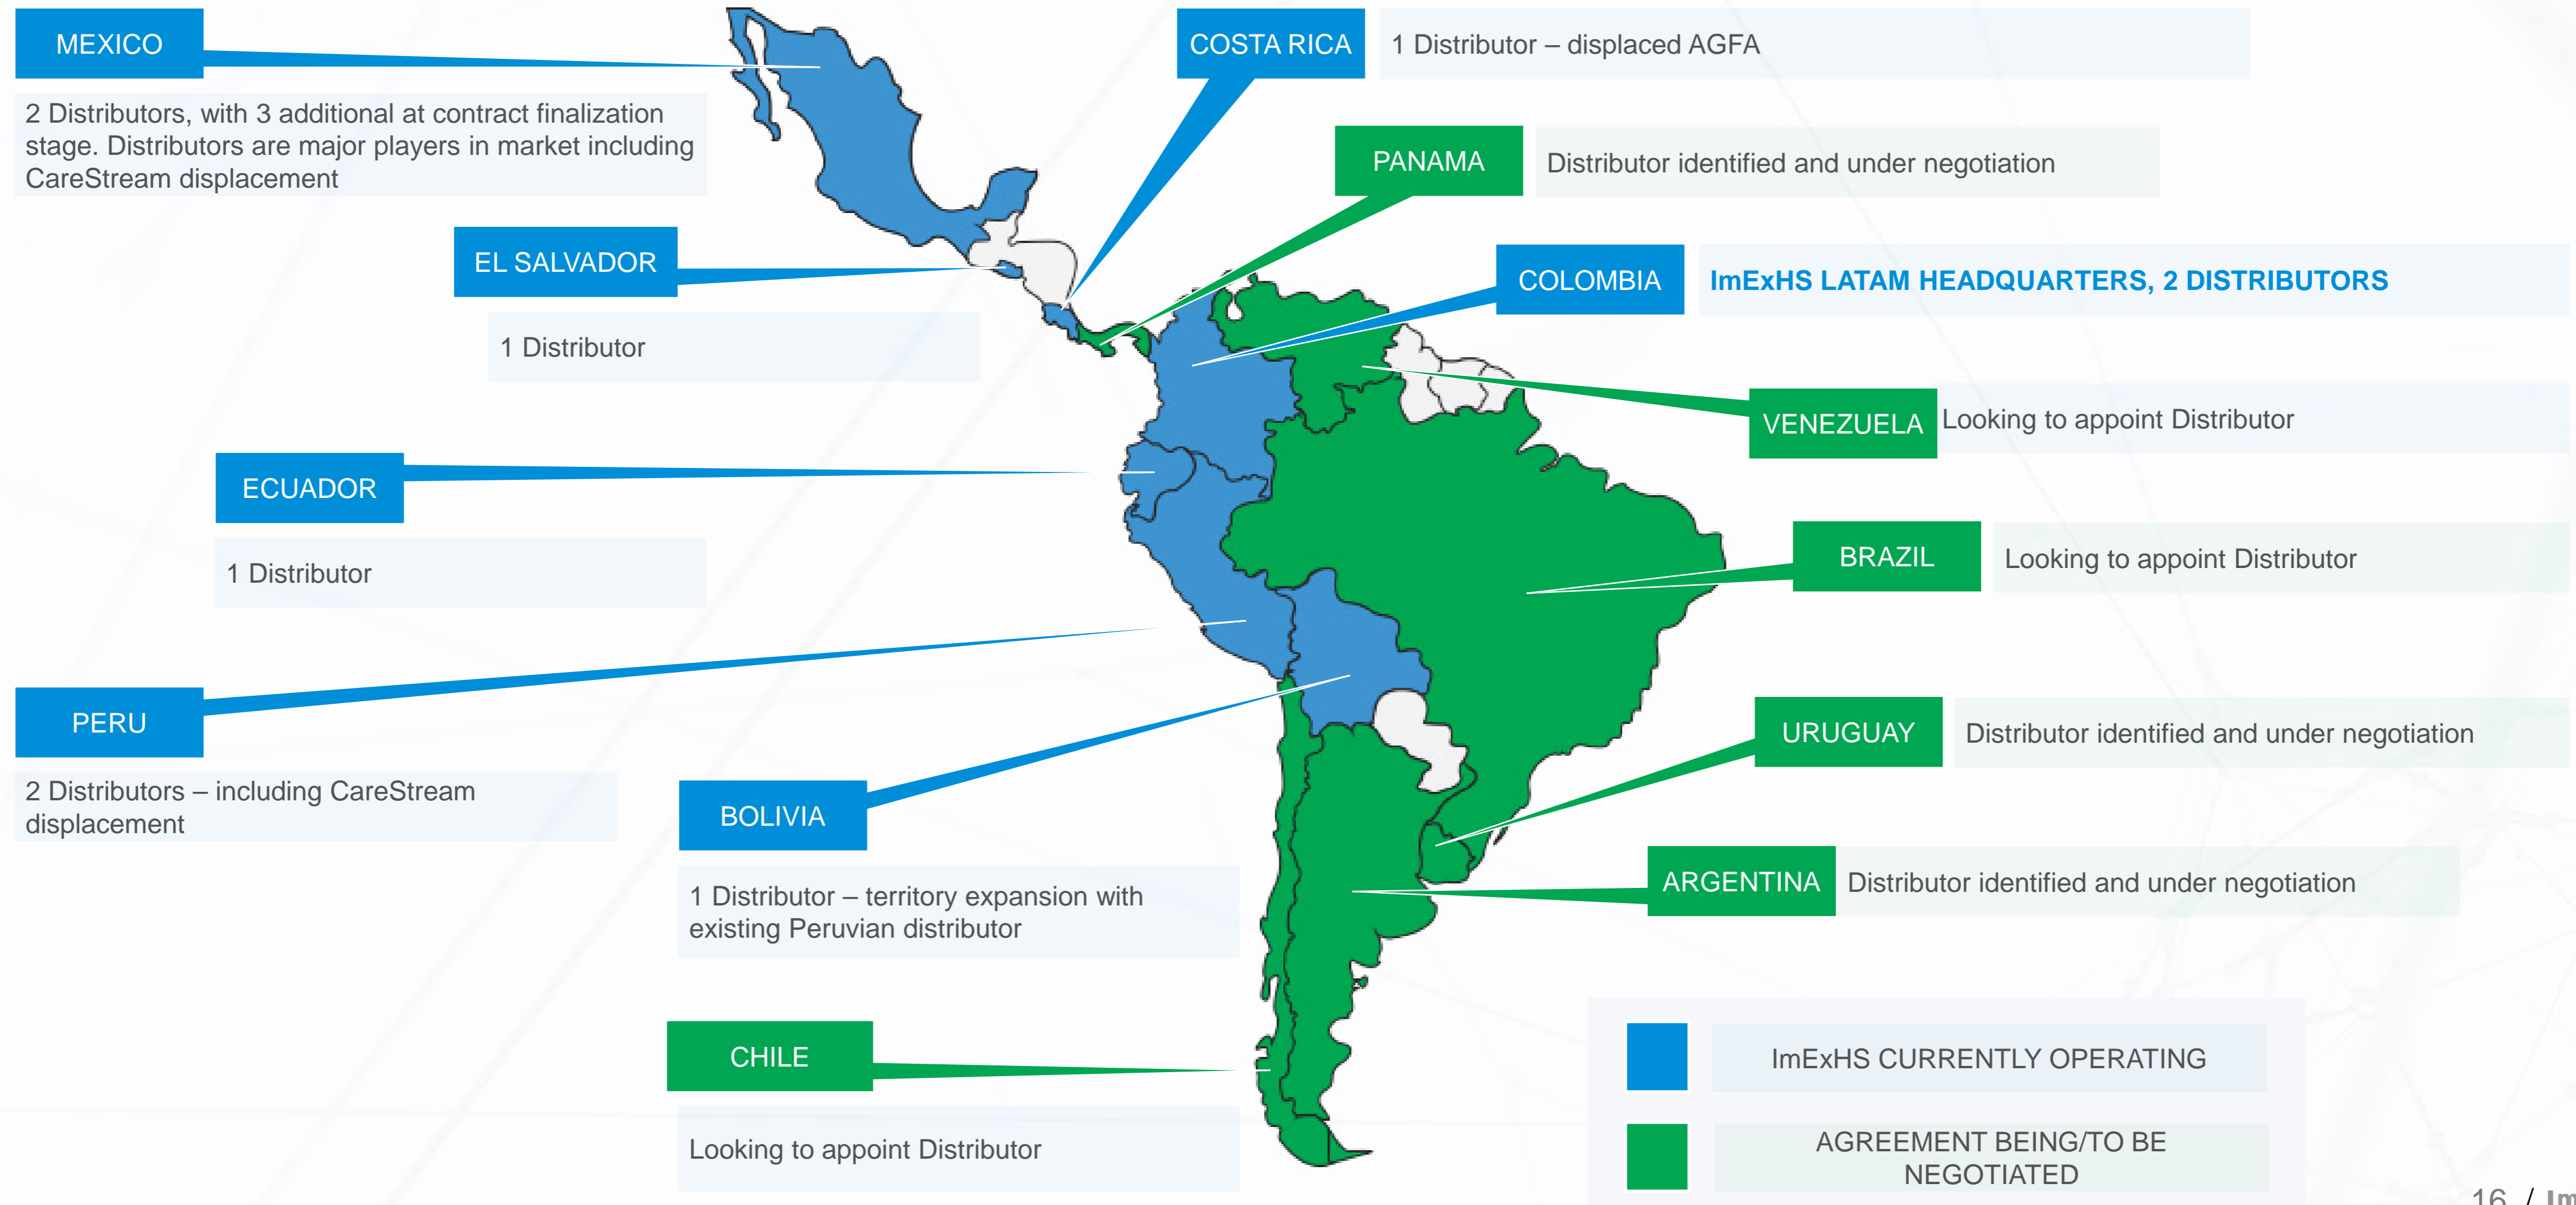 MEXICO
2 Distributors, with 3 additional at contract finalization
stage. Distributors are major players in market including
CareStream displacement
COSTA RICA
1 Distributor – displaced AGFA
PANAMA
Distributor identified and under negotiation
EL SALVADOR
1 Distributor
COLOMBIA
ImExHS LATAM HEADQUARTERS, 2 DISTRIBUTORS
VENEZUELA
Looking to appoint Distributor
ECUADOR
1 Distributor
BRAZIL
Looking to appoint Distributor
PERU
2 Distributors – including CareStream
displacement
URUGUAY
Distributor identified and under negotiation
BOLIVIA
1 Distributor – territory expansion with
existing Peruvian distributor
ARGENTINA
Distributor identified and under negotiation
CHILE
Looking to appoint Distributor
ImExHS CURRENTLY OPERATING
AGREEMENT BEING/TO BE
NEGOTIATED
16 /